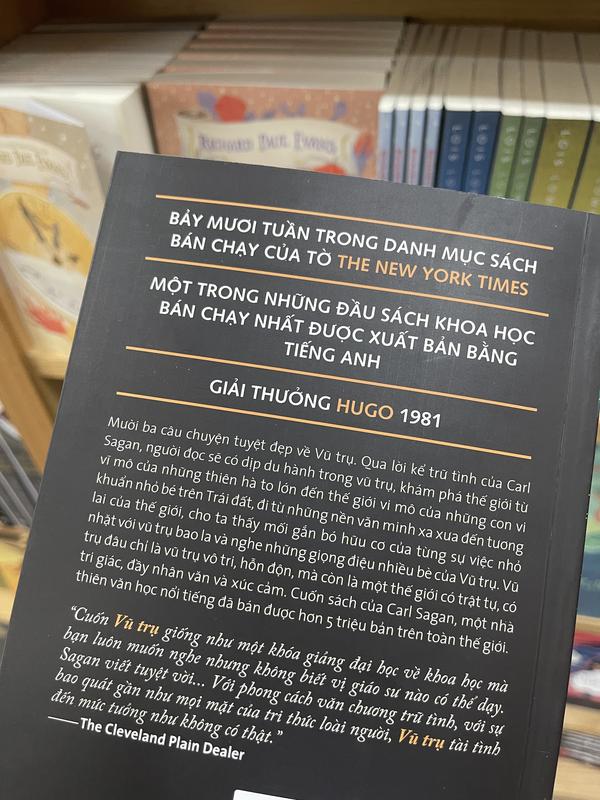 RICHARD PAUL EVANS
LOIS
LOIS
LOIS
BẢY MƯƠI TUẦN TRONG DANH MỤC SÁCH
BÁN CHẠY CỦA TỜ THE NEW YORK TIMES
MỘT TRONG NHỮNG ĐẦU SÁCH KHOA HỌC
BÁN CHẠY NHẤT ĐƯỢC XUẤT BẢN BẰNG
TIẾNG ANH
GIẢI THƯỞNG HUGO 1981
Mười ba câu chuyện tuyệt đẹp về Vũ trụ. Qua lời kể trữ tình của Carl
Sagan, người đọc sẽ có dịp du hành trong vũ trụ, khám phá thế giới từ
vĩ mô của những thiên hà to lớn đến thế giới vi mô của những con vi
khuẩn nhỏ bé trên Trái đất, đi từ những nền văn minh xa xưa đến tương
lai của thế giới, cho ta thấy mối gắn bó hữu cơ của từng sự việc nhỏ
nhặt với vũ trụ bao la và nghe những giọng điệu nhiều bè của Vũ trụ. Vũ
trụ đâu chỉ là vũ trụ vô tri, hỗn độn, mà còn là một thế giới có trật tự, có
tri giác, đầy nhân văn và xúc cảm. Cuốn sách của Carl Sagan, một nhà
thiên văn học nổi tiếng đã bán được hơn 5 triệu bản trên toàn thế giới.
“Cuốn Vũ trụ giống như một khóa giảng đại học về khoa học mà
bạn luôn muốn nghe nhưng không biết vị giáo sư nào có thể dạy.
Sagan viết tuyệt vời... Với phong cách văn chương trữ tình, với sự
bao quát gần như mọi mặt của tri thức loài người, Vũ trụ tài tình
đến mức tưởng như không có thật.”
—The Cleveland Plain Dealer